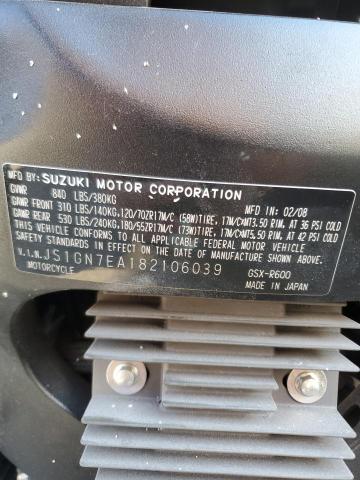 MFD BY:SUZUKI MOTOR CORPORATION
GVWR 840 LBS/380KG MFD IN: 02/08
GAWR FRONT 310 LBS/140KG,120/70ZR17M/C (58W)TIRE, 17M/C×MT3.50 RIM, AT 36 PSI COLD
GAWR REAR 530 LBS/240KG,180/55ZR17M/C (73W)TIRE, 17M/C×MT5.50 RIM, AT 42 PSI COLD
THIS VEHICLE CONFORMS TO ALL APPLICABLE FEDERAL MOTOR VEHICLE
SAFETY STANDARDS IN EFFECT ON THE DATE OF MANUFACTURE SHOWN ABOVE.
V.I.N.JS1GN7EA182106039 GSX-R600
MOTORCYCLE MADE IN JAPAN